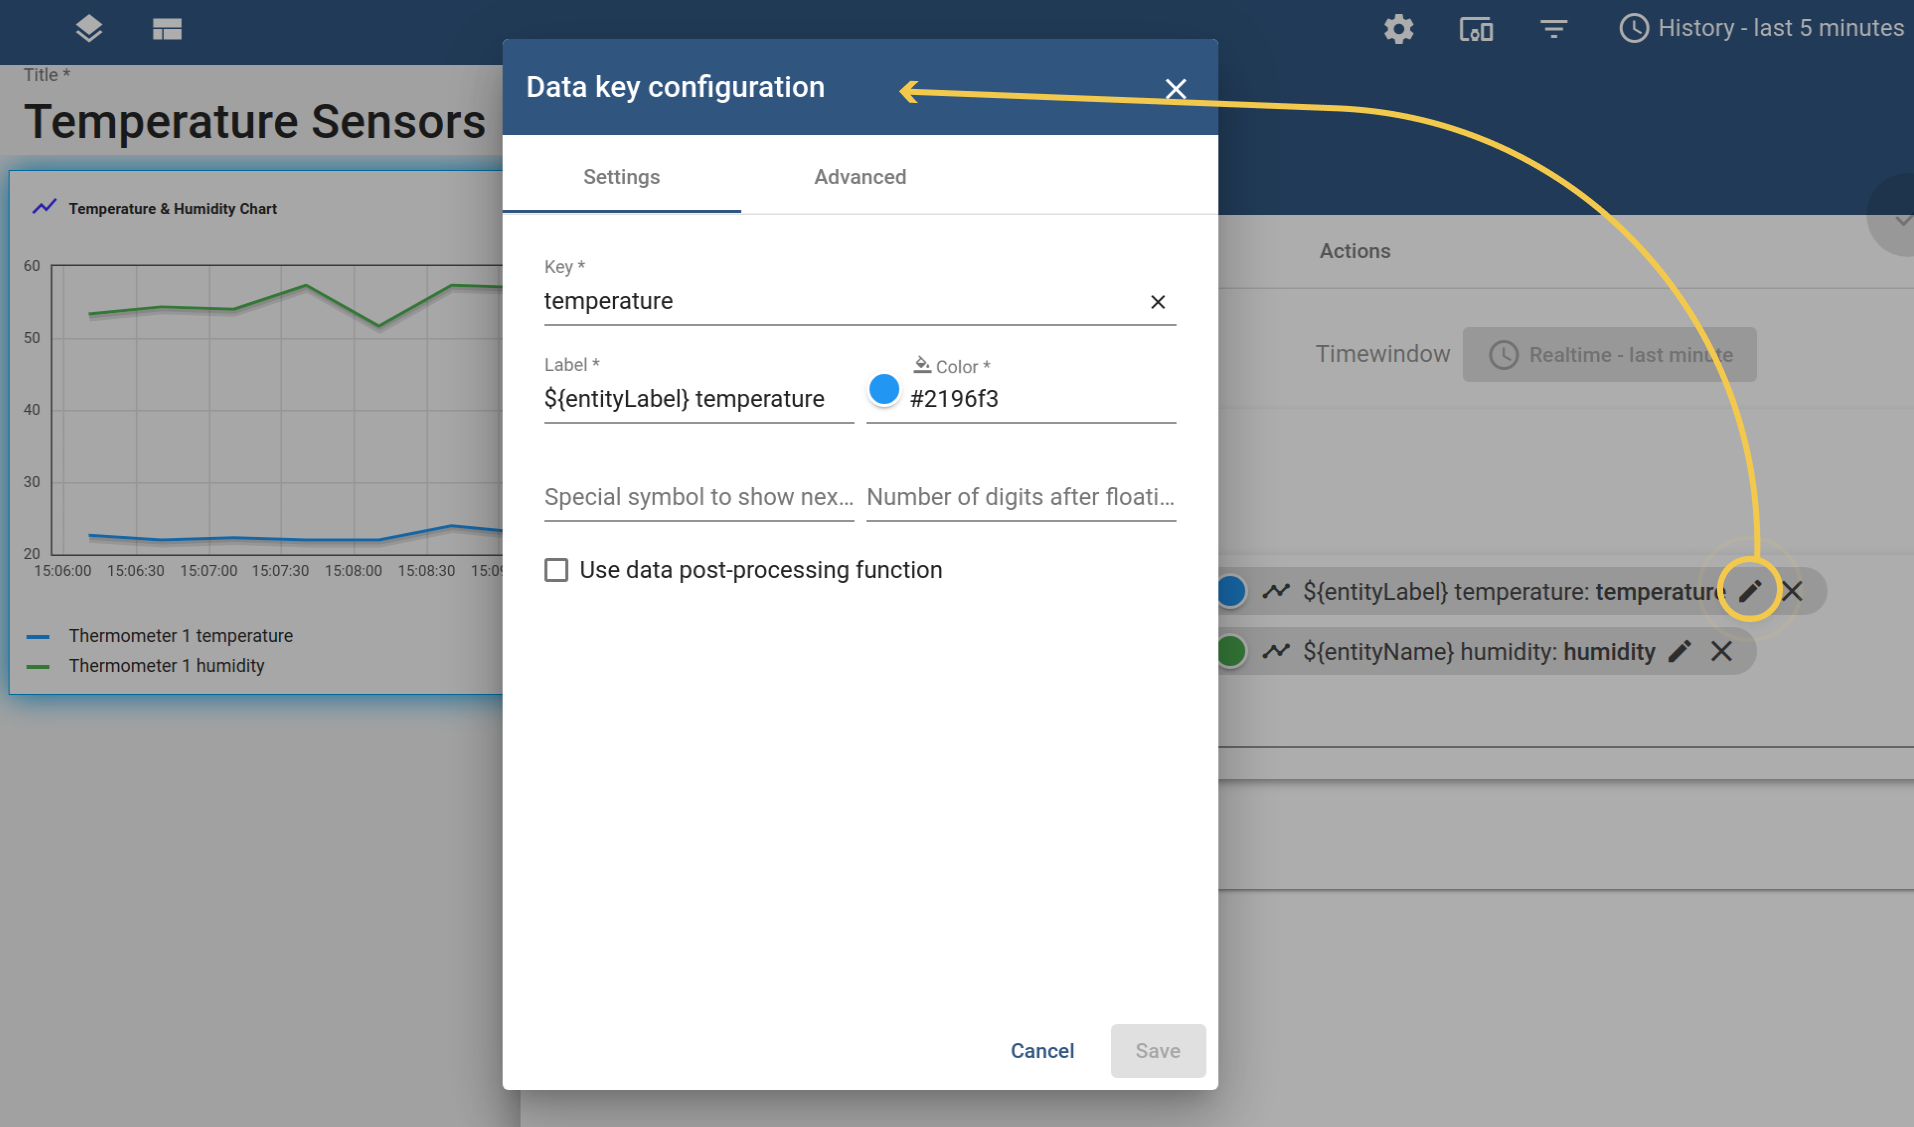 History - last 5 minutes
Title *
Temperature Sensors
Temperature & Humidity Chart
60
50
40
30
20
15:06:00 15:06:30 15:07:00 15:07:30 15:08:00 15:08:30 15:09
Thermometer 1 temperature
Thermometer 1 humidity
Data key configuration
Settings Advanced
Key *
temperature
Label * Color *
${entityLabel} temperature #2196f3
Special symbol to show nex... Number of digits after floati...
Use data post-processing function
Cancel Save
Actions
Timewindow Realtime - last minute
${entityLabel} temperature: temperature
${entityName} humidity: humidity